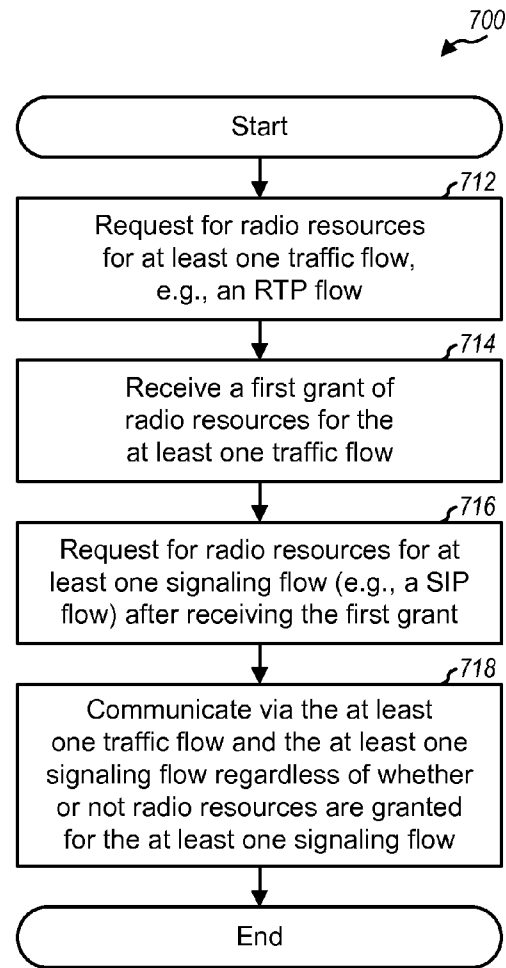 700
Start
712
Request for radio resources
for at least one traffic flow,
e.g., an RTP flow
714
Receive a first grant of
radio resources for the
at least one traffic flow
716
Request for radio resources for at
least one signaling flow (e.g., a SIP
flow) after receiving the first grant
718
Communicate via the at least
one traffic flow and the at least one
signaling flow regardless of whether
or not radio resources are granted
for the at least one signaling flow
End